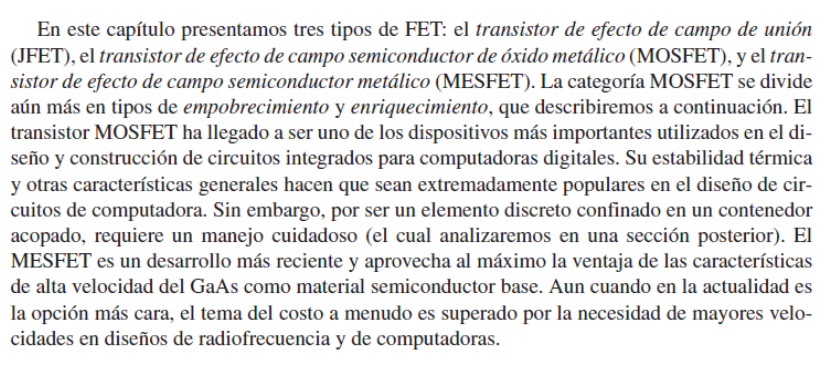 En este capítulo presentamos tres tipos de FET: el transistor de efecto de campo de unión
(JFET), el transistor de efecto de campo semiconductor de óxido metálico (MOSFET), y el tran-
sistor de efecto de campo semiconductor metálico (MESFET). La categoría MOSFET se divide
aún más en tipos de empobrecimiento y enriquecimiento, que describiremos a continuación. El
transistor MOSFET ha llegado a ser uno de los dispositivos más importantes utilizados en el di-
seño y construcción de circuitos integrados para computadoras digitales. Su estabilidad térmica
y otras características generales hacen que sean extremadamente populares en el diseño de cir-
cuitos de computadora. Sin embargo, por ser un elemento discreto confinado en un contenedor
acopado, requiere un manejo cuidadoso (el cual analizaremos en una sección posterior). El
MESFET es un desarrollo más reciente y aprovecha al máximo la ventaja de las características
de alta velocidad del GaAs como material semiconductor base. Aun cuando en la actualidad es
la opción más cara, el tema del costo a menudo es superado por la necesidad de mayores velo-
cidades en diseños de radiofrecuencia y de computadoras.